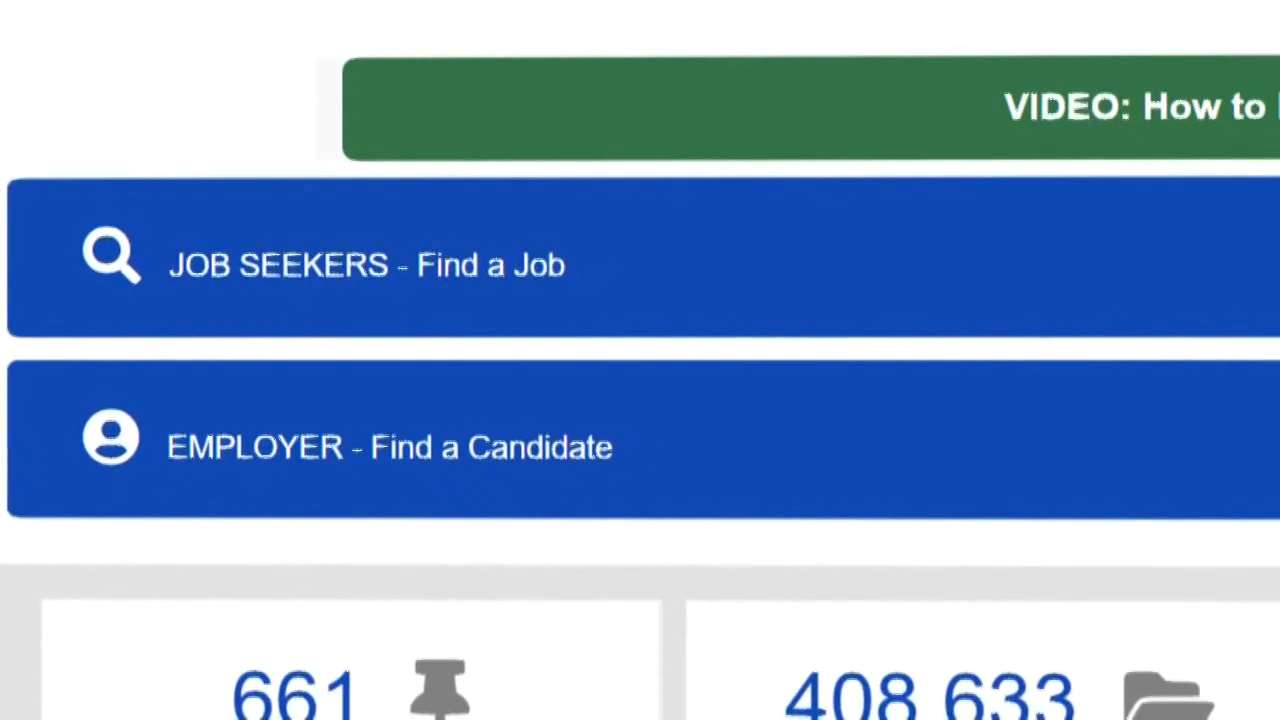 VIDEO: How to
JOB SEEKERS - Find a Job
EMPLOYER - Find a Candidate
661
408 633